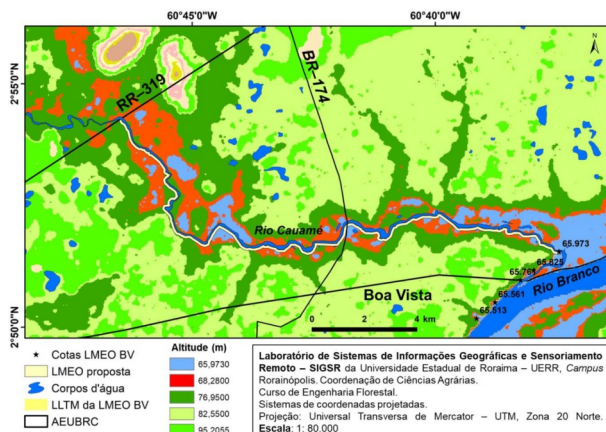 60°45'0"W
60°40'0"W
N
2°55'0"N
RR–319
BR–174
Rio Cauamé
65.973
65.825
65.761
65.561
65.513
Boa Vista
Rio Branco
2°50'0"N
0 2 4 km
Cotas LMEO BV
LMEO proposta
Corpos d'água
LLTM da LMEO BV
AEUBRC
Altitude (m)
65,9730
68,2800
76,9500
82,5500
95,2055
Laboratório de Sistemas de Informações Geográficas e Sensoriamento
Remoto – SIGSR da Universidade Estadual de Roraima – UERR, Campus
Rorainópolis. Coordenação de Ciências Agrárias.
Curso de Engenharia Florestal.
Sistemas de coordenadas projetadas.
Projeção: Universal Transversa de Mercator – UTM, Zona 20 Norte.
Escala: 1: 80.000